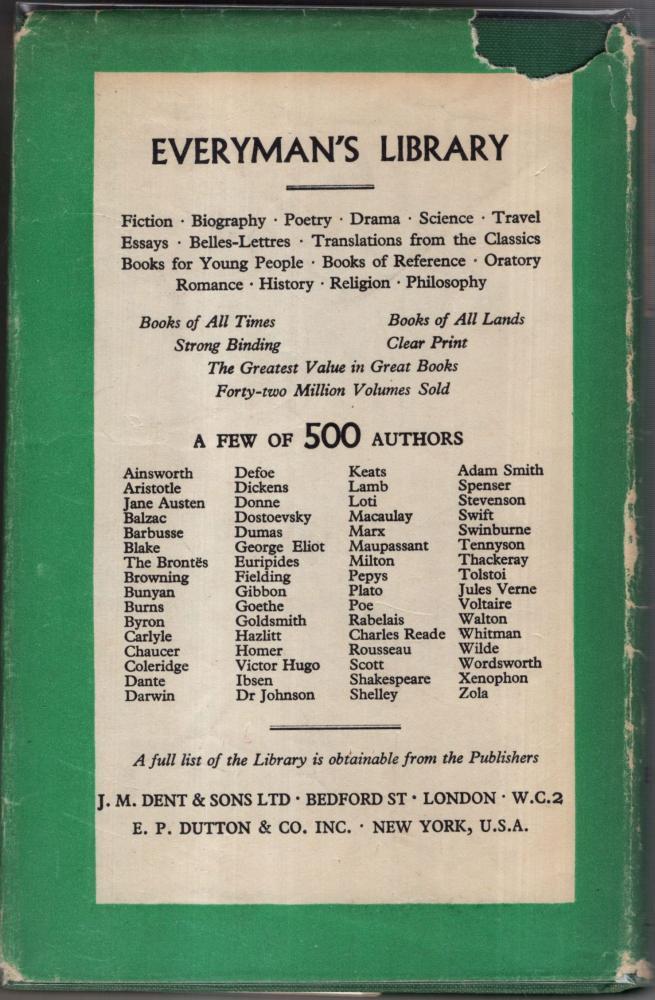 EVERYMAN'S LIBRARY
Fiction · Biography · Poetry · Drama · Science · Travel
Essays · Belles-Lettres · Translations from the Classics
Books for Young People · Books of Reference · Oratory
Romance · History · Religion · Philosophy
Books of All Times Books of All Lands
Strong Binding Clear Print
The Greatest Value in Great Books
Forty-two Million Volumes Sold
A FEW OF 500 AUTHORS
Ainsworth
Aristotle
Jane Austen
Balzac
Barbusse
Blake
The Brontës
Browning
Bunyan
Burns
Byron
Carlyle
Chaucer
Coleridge
Dante
Darwin
Defoe
Dickens
Donne
Dostoevsky
Dumas
George Eliot
Euripides
Fielding
Gibbon
Goethe
Goldsmith
Hazlitt
Homer
Victor Hugo
Ibsen
Dr Johnson
Keats
Lamb
Loti
Macaulay
Marx
Maupassant
Milton
Pepys
Plato
Poe
Rabelais
Charles Reade
Rousseau
Scott
Shakespeare
Shelley
Adam Smith
Spenser
Stevenson
Swift
Swinburne
Tennyson
Thackeray
Tolstoi
Jules Verne
Voltaire
Walton
Whitman
Wilde
Wordsworth
Xenophon
Zola
A full list of the Library is obtainable from the Publishers
J. M. DENT & SONS LTD · BEDFORD ST · LONDON · W.C.2
E. P. DUTTON & CO. INC. · NEW YORK, U.S.A.